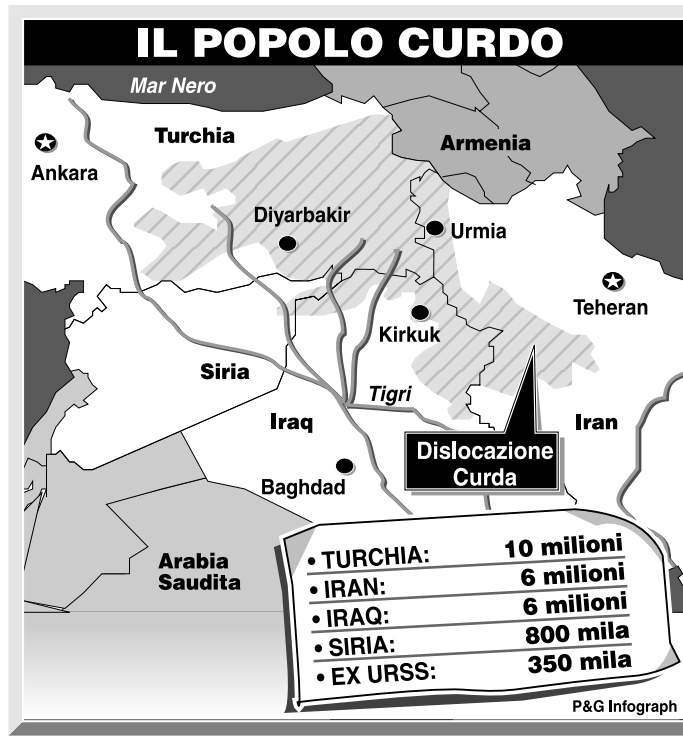 IL POPOLO CURDO
Mar Nero
Turchia
Armenia
Ankara
Diyarbakir
Urmia
Teheran
Kirkuk
Siria
Tigri
Iraq
Iran
Dislocazione
Curda
Baghdad
Arabia
Saudita
• TURCHIA: 10 milioni
• IRAN: 6 milioni
• IRAQ: 6 milioni
• SIRIA: 800 mila
• EX URSS: 350 mila
P&G Infograph